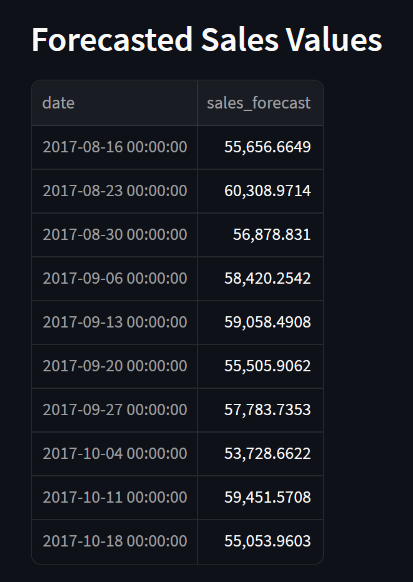 Forecasted Sales Values
date sales_forecast
2017-08-16 00:00:00 55,656.6649
2017-08-23 00:00:00 60,308.9714
2017-08-30 00:00:00 56,878.831
2017-09-06 00:00:00 58,420.2542
2017-09-13 00:00:00 59,058.4908
2017-09-20 00:00:00 55,505.9062
2017-09-27 00:00:00 57,783.7353
2017-10-04 00:00:00 53,728.6622
2017-10-11 00:00:00 59,451.5708
2017-10-18 00:00:00 55,053.9603